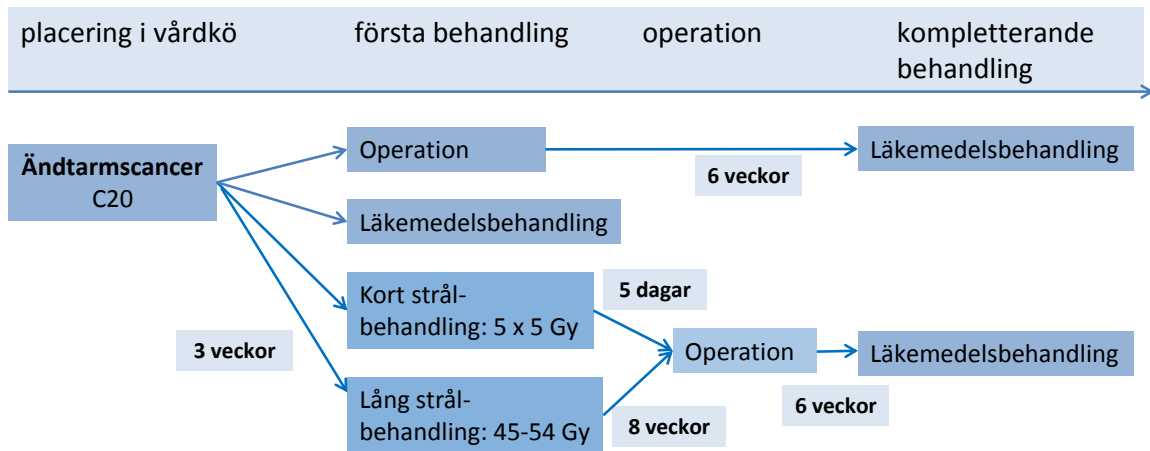 placering i vårdkö
första behandling
operation
kompletterande
behandling
Ändtarmscancer
C20
Operation
6 veckor
Läkemedelsbehandling
Läkemedelsbehandling
Kort strål-
behandling: 5 x 5 Gy
5 dagar
3 veckor
Operation
Läkemedelsbehandling
6 veckor
Lång strål-
behandling: 45-54 Gy
8 veckor